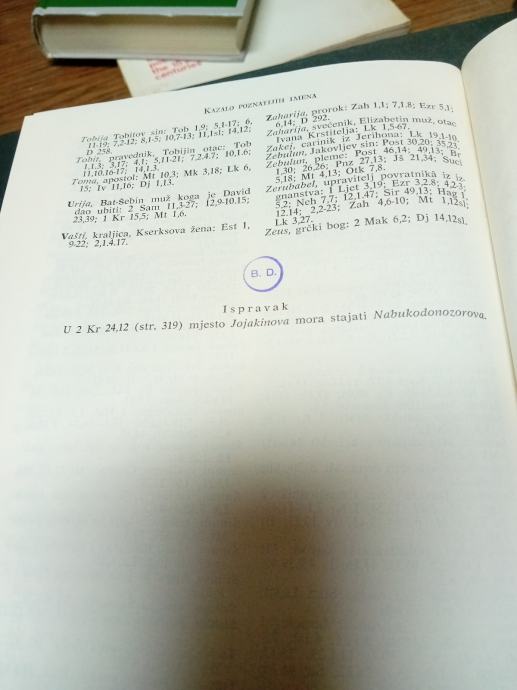 KAZALO POZNATIJIH IMENA
Tobija Tobitov sin: Tob 1,9; 5,1-17; 6,
11-19; 7,2-12; 8,1-5; 10,7-13; 11,1sl; 14,12;
D 258.
Tobit, pravednik, Tobijin otac: Tob
1,1.3; 3,17; 4,1; 5,11-21; 7,2.4.7; 10,1.6;
11,10.16-17; 14,1.3.
Toma, apostol: Mt 10,3; Mk 3,18; Lk 6,
15; Iv 11,16; Dj 1,13.
Urija, Bat-Šebin muž koga je David
dao ubiti: 2 Sam 11,3-27; 12,9-10.15;
23,39; 1 Kr 15,5; Mt 1,6.
Vašti, kraljica, Kserksova žena: Est 1,
9-22; 2,1.4.17.
Zaharija, prorok: Zah 1,1; 7,1.8; Ezr 5,1;
6,14; D 292.
Zaharija, svećenik, Elizabetin muž, otac
Ivana Krstitelja: Lk 1,5-67.
Zakej, carinik iz Jerihona: Lk 19,1-10.
Zebulun, Jakovljev sin: Post 30,20; 35,23.
Zebulun, pleme: Post 46,14; 49,13; Br
1,30; 26,26; Pnz 27,13; Jš 21,34; Suci
5,18; Mt 4,13; Otk 7,8.
Zerubabel, upravitelj povratnikâ iz iz-
gnanstva: 1 Ljet 3,19; Ezr 3,2.8; 4,2-3;
5,2; Neh 7,7; 12,1.47; Sir 49,13; Hag 1,
12.14; 2,2-23; Zah 4,6-10; Mt 1,12sl;
Lk 3,27.
Zeus, grčki bog: 2 Mak 6,2; Dj 14,12sl.
B. D.
Ispravak
U 2 Kr 24,12 (str. 319) mjesto Jojakinova mora stajati Nabukodonozorova.